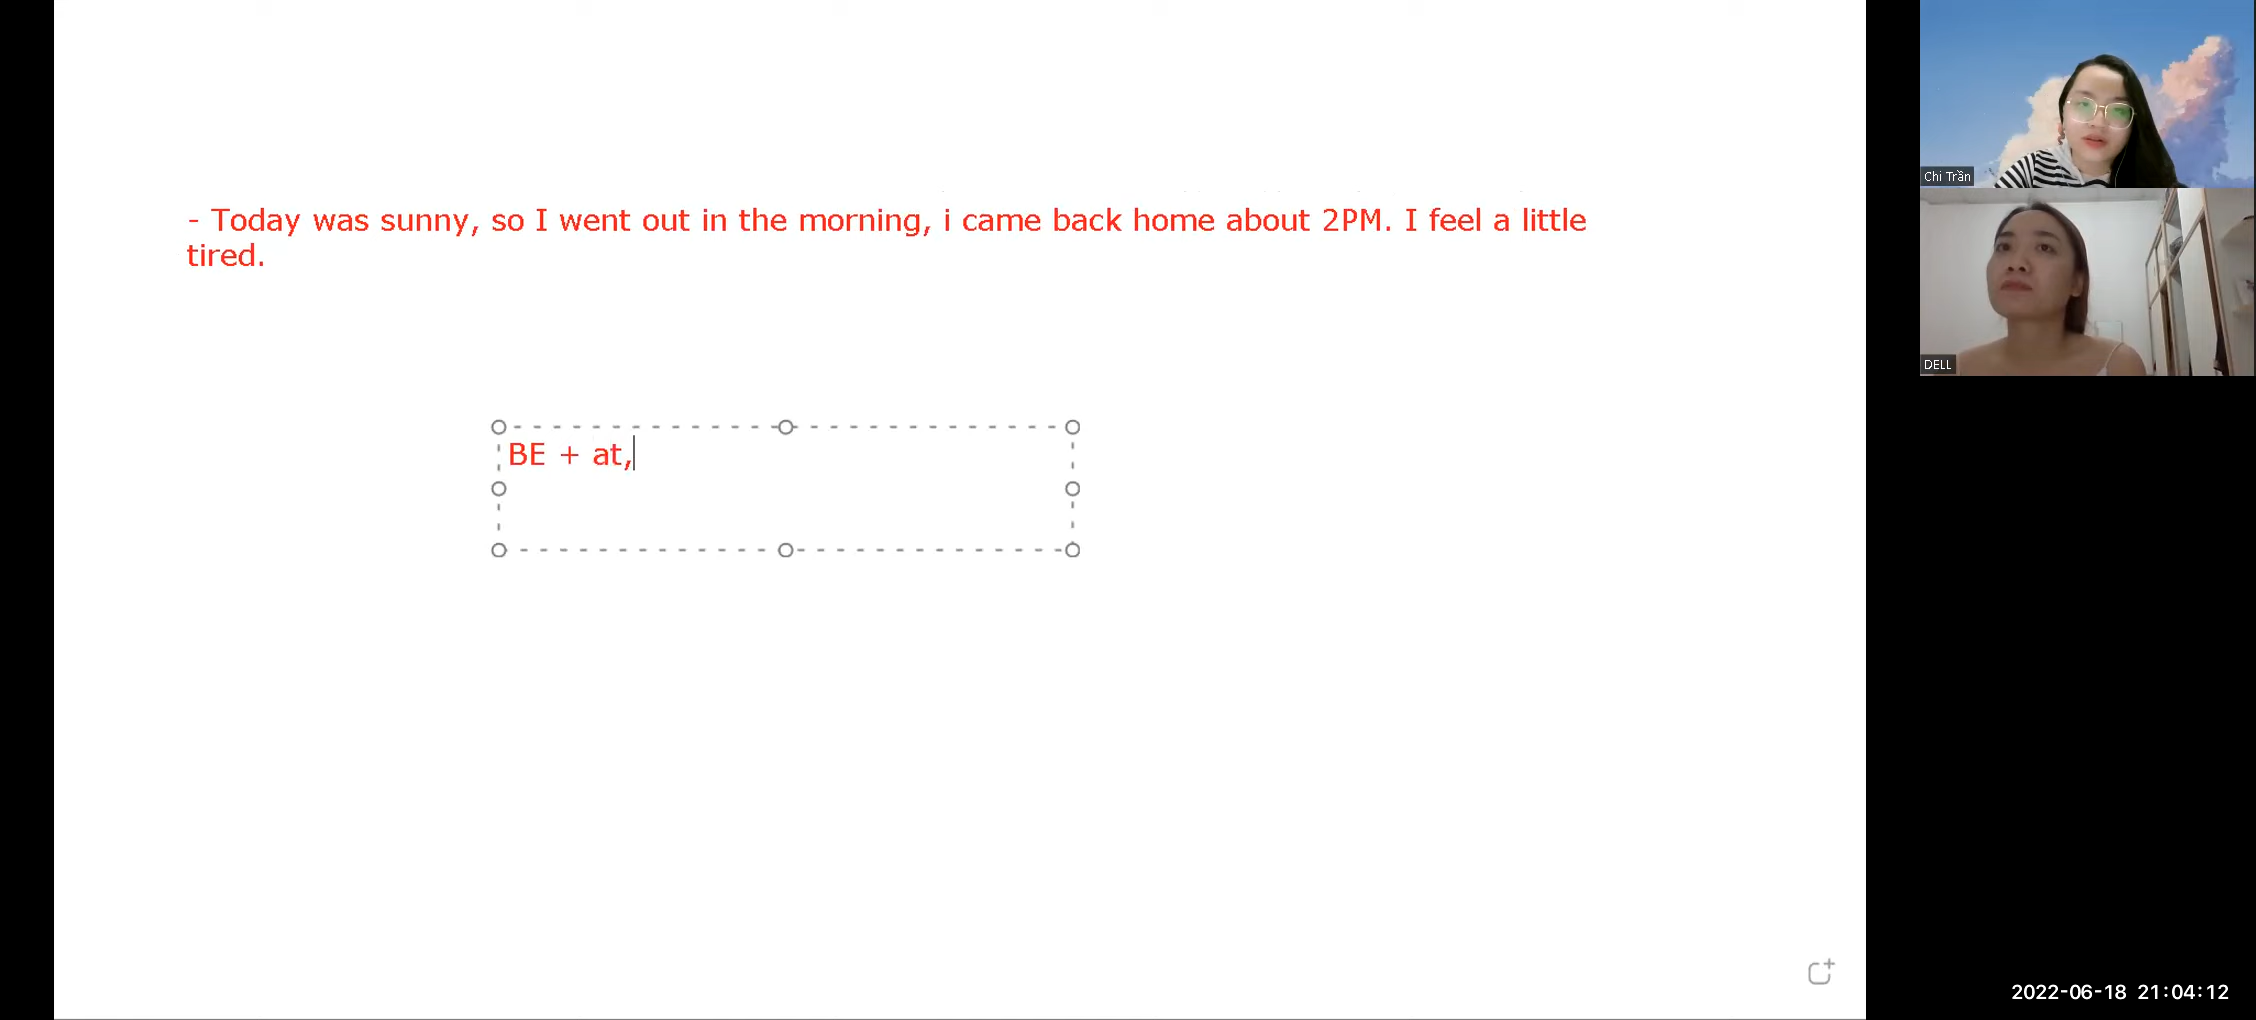 - Today was sunny, so I went out in the morning, i came back home about 2PM. I feel a little
tired.
BE + at,
Chi Trần
DELL
2022-06-18 21:04:12